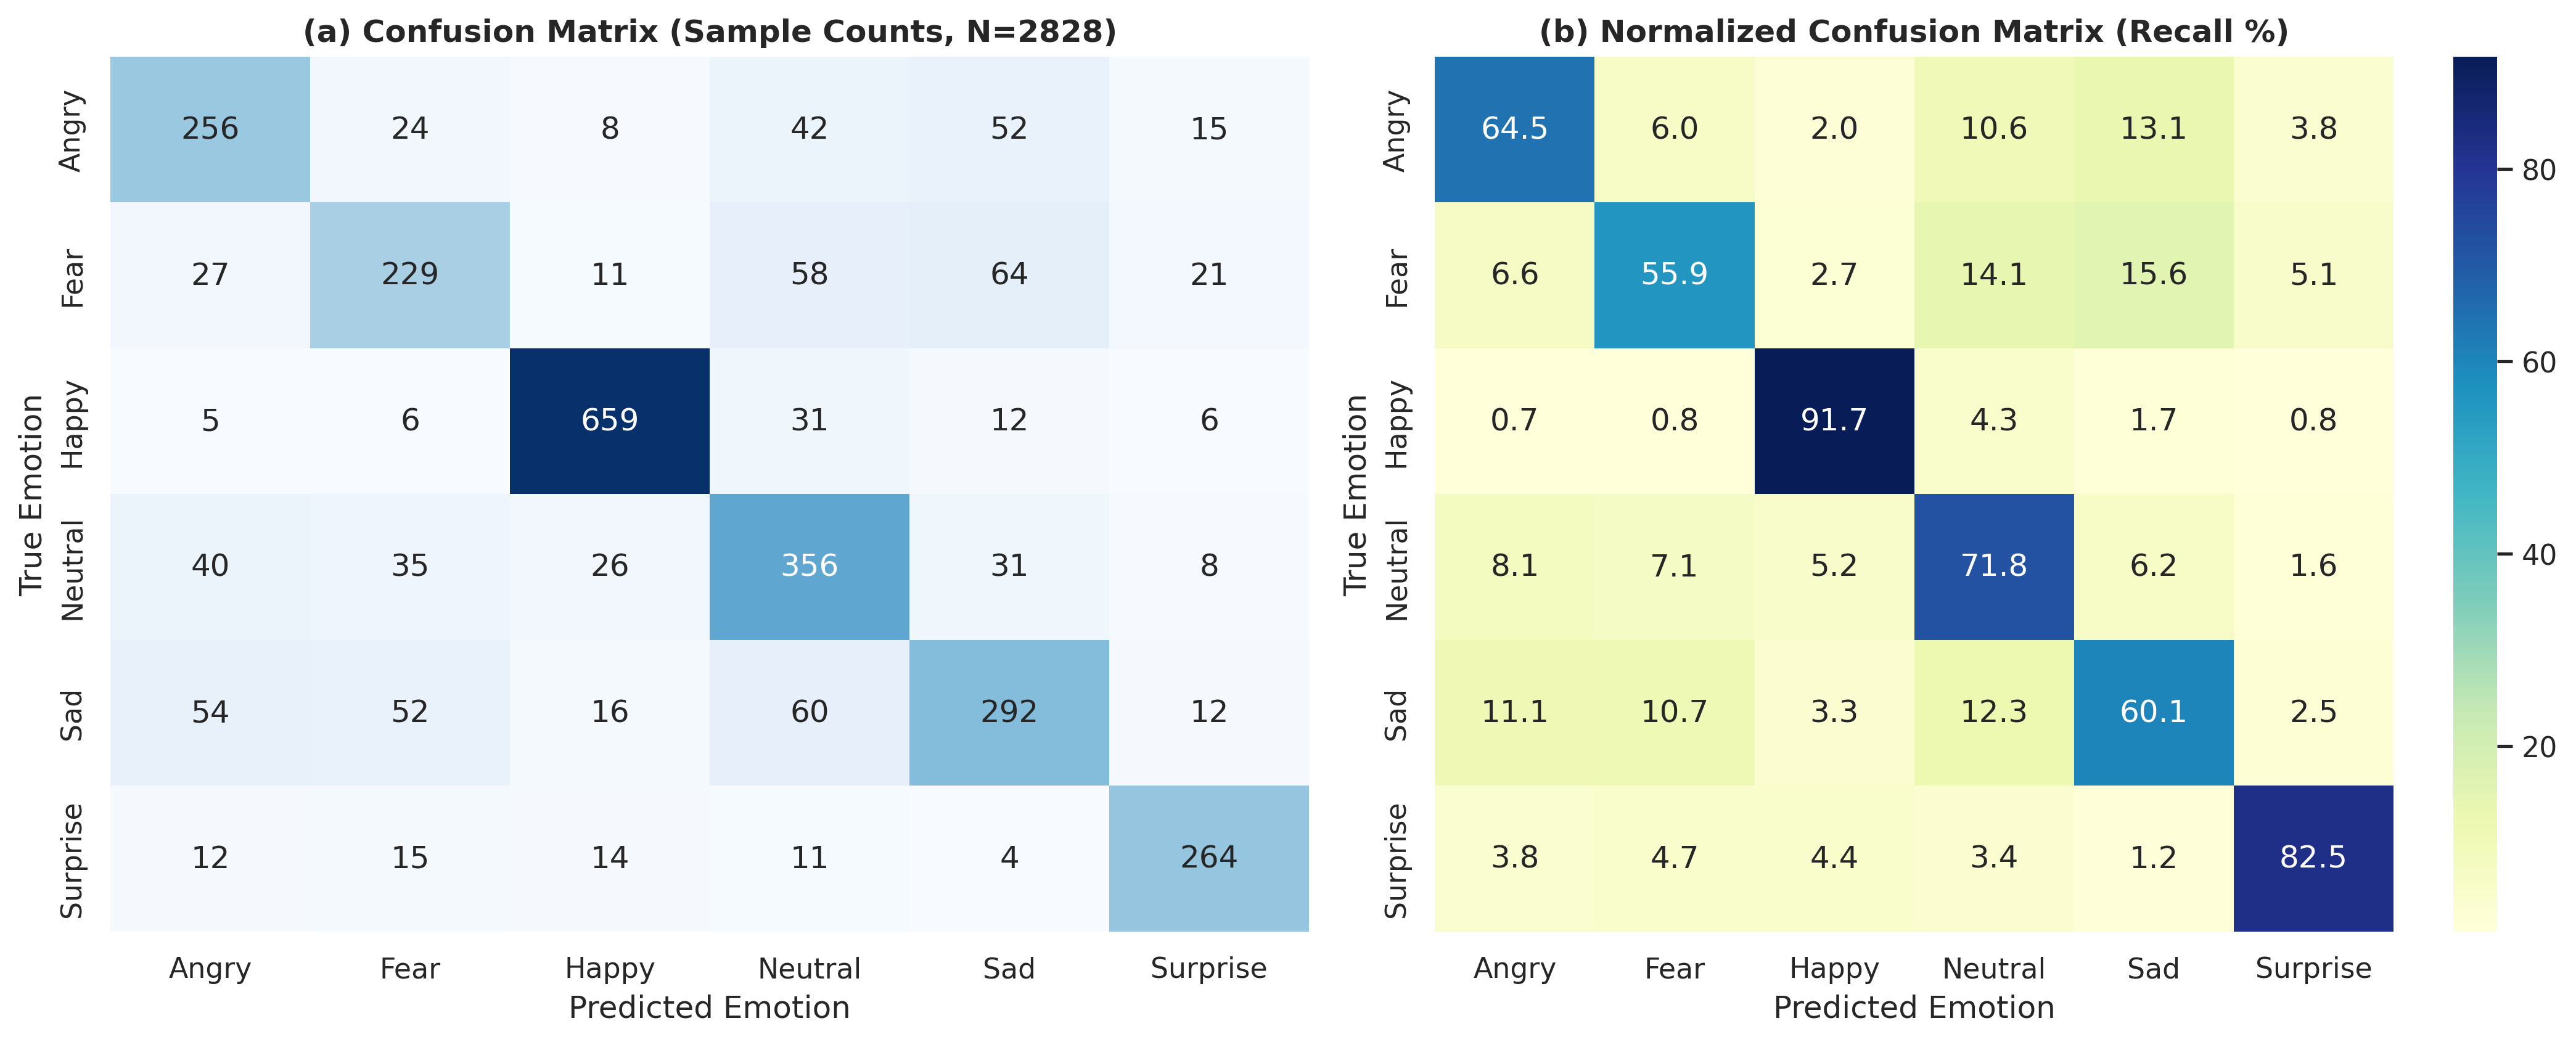 (a) Confusion Matrix (Sample Counts, N=2828)
True Emotion
Angry 256 24 8 42 52 15
Fear 27 229 11 58 64 21
Happy 5 6 659 31 12 6
Neutral 40 35 26 356 31 8
Sad 54 52 16 60 292 12
Surprise 12 15 14 11 4 264
Angry Fear Happy Neutral Sad Surprise
Predicted Emotion
(b) Normalized Confusion Matrix (Recall %)
True Emotion
Angry 64.5 6.0 2.0 10.6 13.1 3.8
Fear 6.6 55.9 2.7 14.1 15.6 5.1
Happy 0.7 0.8 91.7 4.3 1.7 0.8
Neutral 8.1 7.1 5.2 71.8 6.2 1.6
Sad 11.1 10.7 3.3 12.3 60.1 2.5
Surprise 3.8 4.7 4.4 3.4 1.2 82.5
Angry Fear Happy Neutral Sad Surprise
Predicted Emotion
80
60
40
20